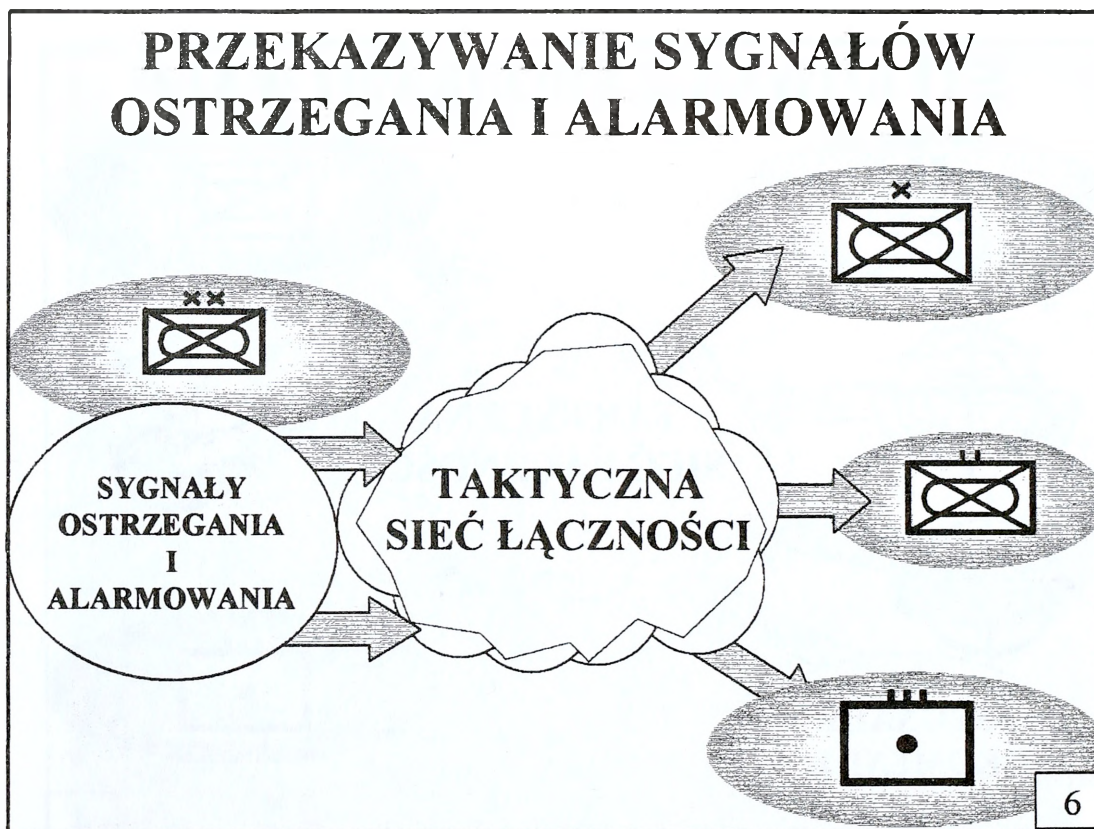 PRZEKAZYWANIE SYGNAŁÓW
OSTRZEGANIA I ALARMOWANIA
SYGNAŁY
OSTRZEGANIA
I
ALARMOWANIA
TAKTYCZNA
SIEĆ ŁĄCZNOŚCI
6